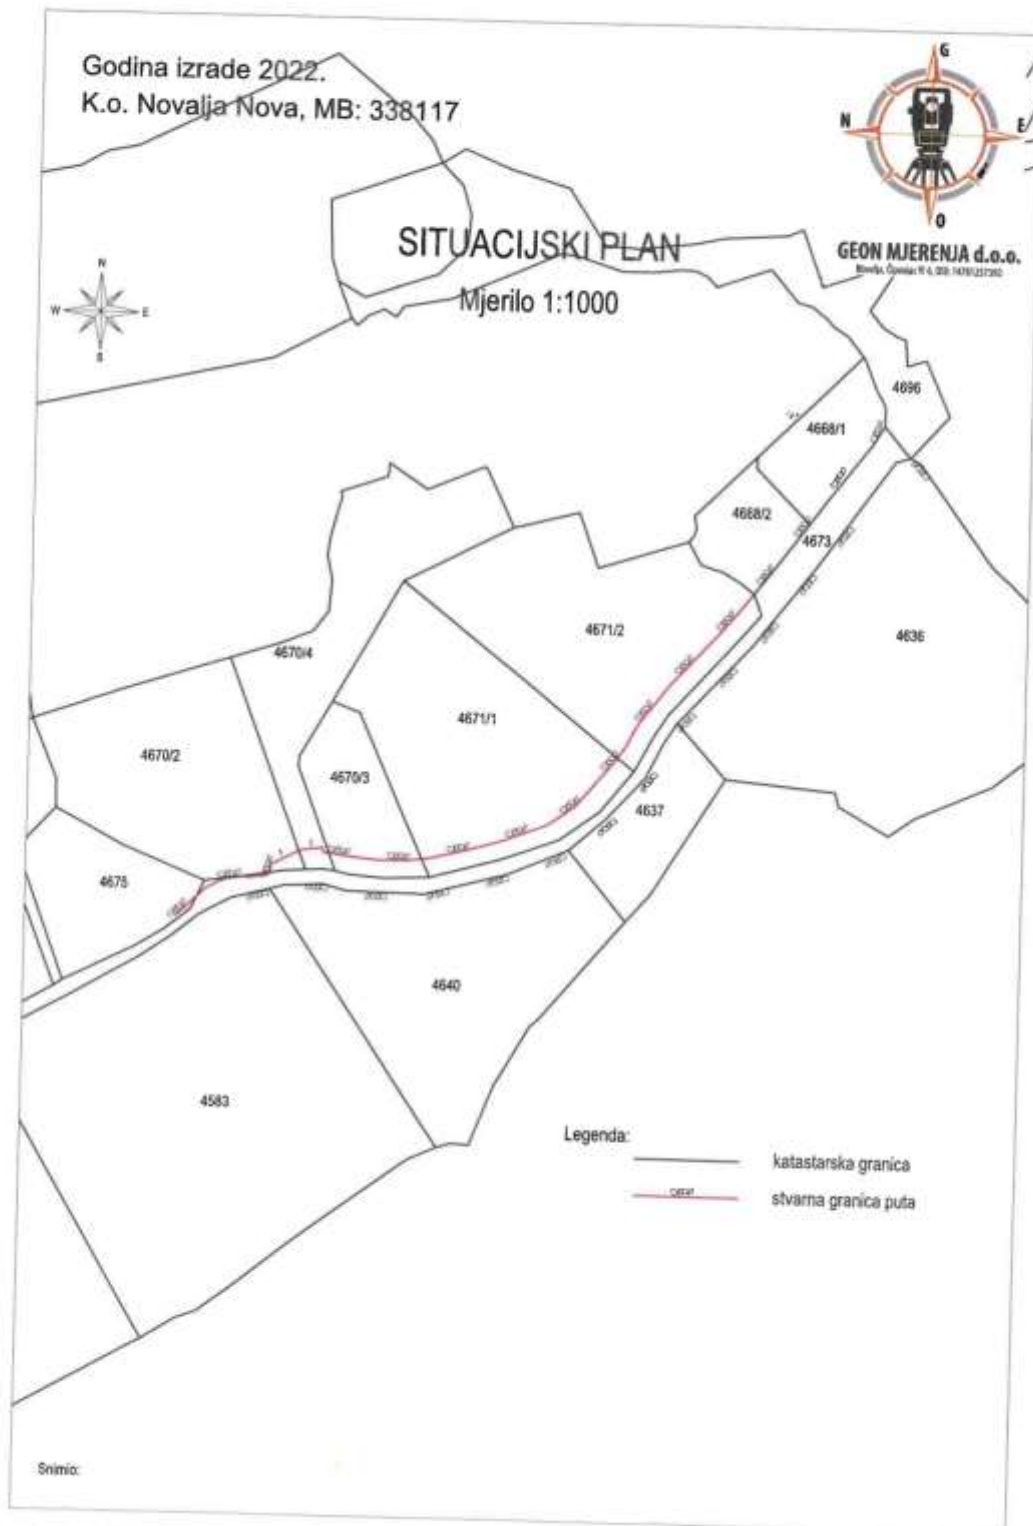 Godina izrade 2022.
K.o. Novalja Nova, MB: 338117
G
N
E
O
GEON MJERENJA d.o.o.
SITUACIJSKI PLAN
Mjerilo 1:1000
N
W
E
S
4696
4668/1
4668/2
4673
4671/2
4636
4670/4
4671/1
4670/2
4670/3
4637
4675
4640
4583
Legenda:
katastarska granica
stvarna granica puta
Snimio: